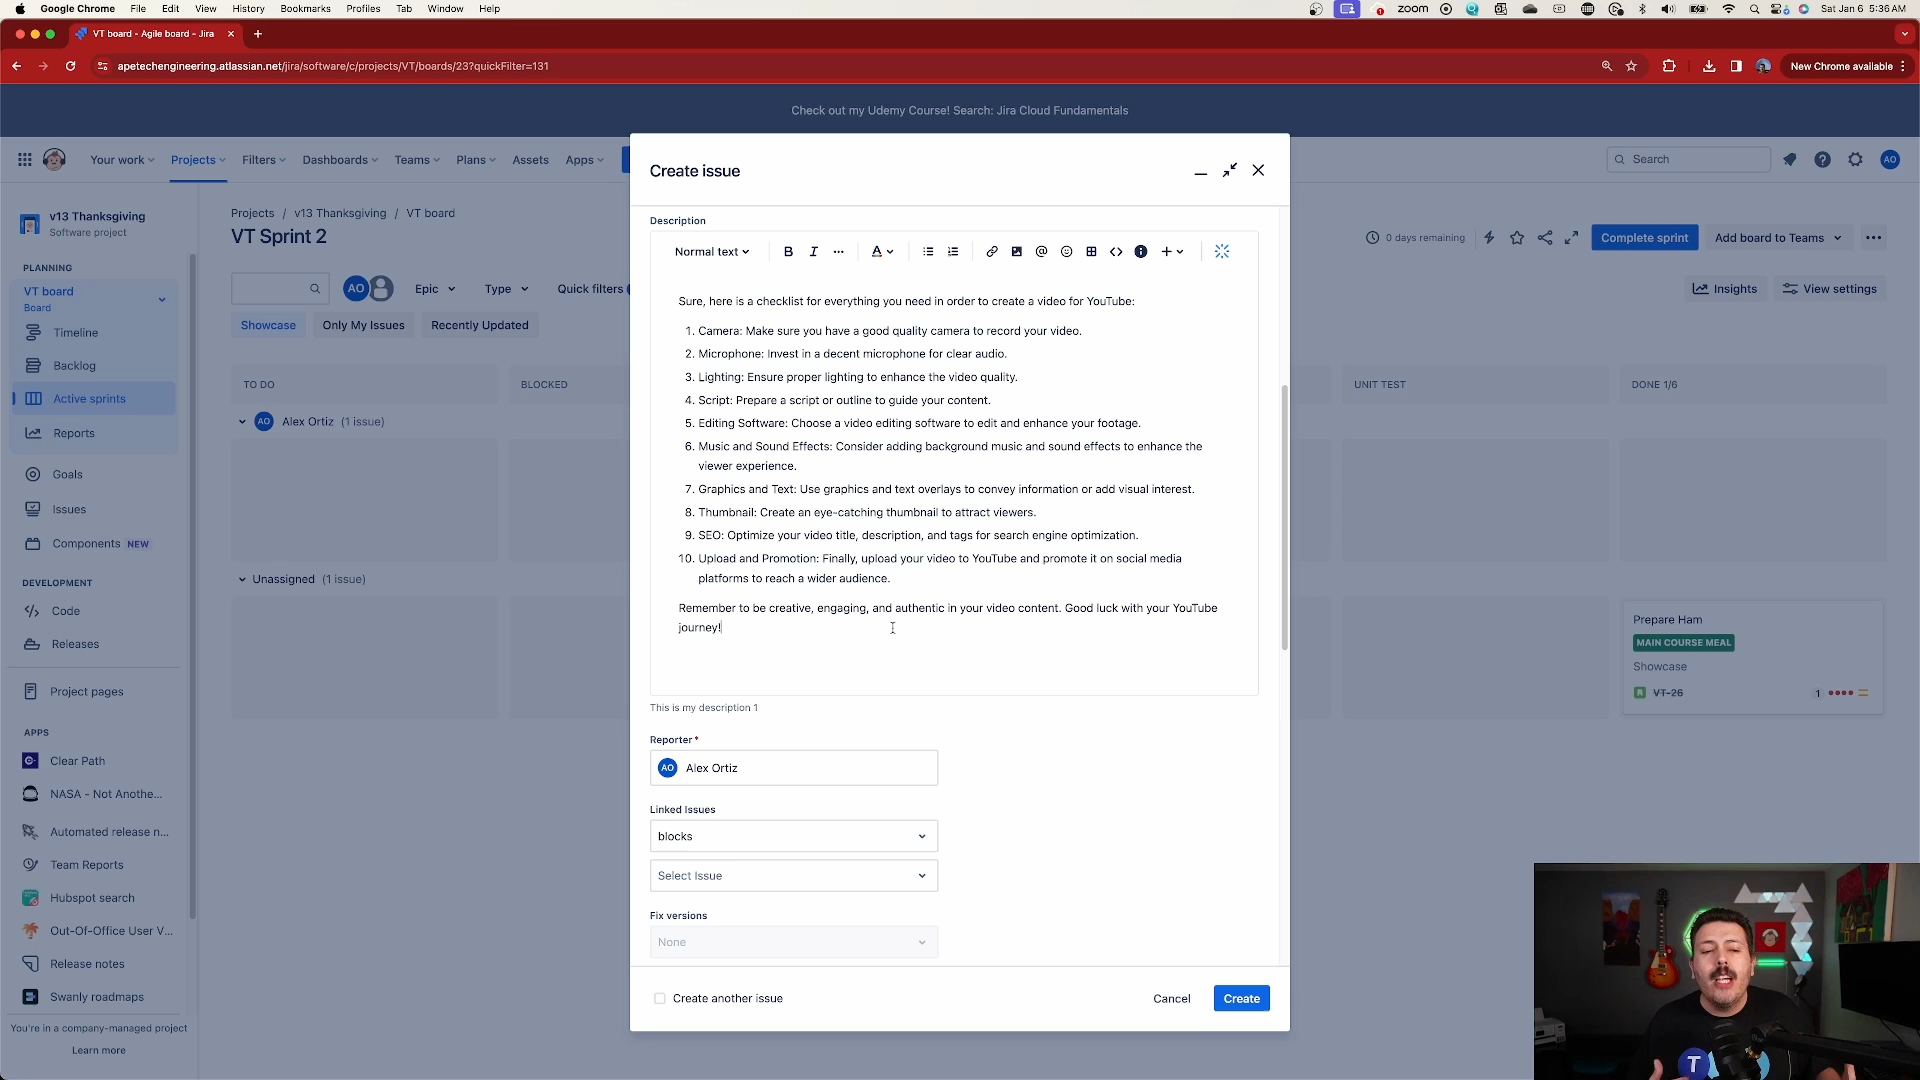 Google Chrome File Edit View History Bookmarks Profiles Tab Window Help
zoom Sat Jan 6 5:36 AM
VT board - Agile board - Jira
apetechengineering.atlassian.net/jira/software/c/projects/VT/boards/23?quickFilter=131
New Chrome available
Check out my Udemy Course! Search: Jira Cloud Fundamentals
Your work Projects Filters Dashboards Teams Plans Assets Apps
Search
AO
v13 Thanksgiving
Software project
PLANNING
VT board
Board
Timeline
Backlog
Active sprints
Reports
Goals
Issues
Components NEW
DEVELOPMENT
Code
Releases
Project pages
APPS
Clear Path
NASA - Not Anothe...
Automated release n...
Team Reports
Hubspot search
Out-Of-Office User V...
Release notes
Swanly roadmaps
You're in a company-managed project
Learn more
Projects / v13 Thanksgiving / VT board
VT Sprint 2
0 days remaining
Complete sprint
Add board to Teams
AO
Epic
Type
Quick filters
Insights
View settings
Showcase
Only My Issues
Recently Updated
TO DO
BLOCKED
UNIT TEST
DONE 1/6
AO Alex Ortiz (1 issue)
Unassigned (1 issue)
Prepare Ham
MAIN COURSE MEAL
Showcase
VT-26
1
Create issue
Description
Normal text
B I A
Sure, here is a checklist for everything you need in order to create a video for YouTube:
1. Camera: Make sure you have a good quality camera to record your video.
2. Microphone: Invest in a decent microphone for clear audio.
3. Lighting: Ensure proper lighting to enhance the video quality.
4. Script: Prepare a script or outline to guide your content.
5. Editing Software: Choose a video editing software to edit and enhance your footage.
6. Music and Sound Effects: Consider adding background music and sound effects to enhance the
viewer experience.
7. Graphics and Text: Use graphics and text overlays to convey information or add visual interest.
8. Thumbnail: Create an eye-catching thumbnail to attract viewers.
9. SEO: Optimize your video title, description, and tags for search engine optimization.
10. Upload and Promotion: Finally, upload your video to YouTube and promote it on social media
platforms to reach a wider audience.
Remember to be creative, engaging, and authentic in your video content. Good luck with your YouTube
journey!
This is my description 1
Reporter*
AO Alex Ortiz
Linked Issues
blocks
Select Issue
Fix versions
None
Create another issue
Cancel
Create
T